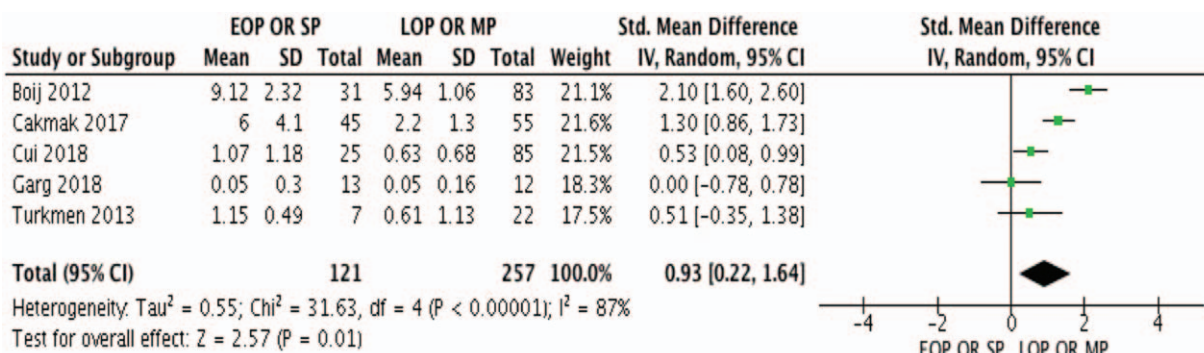 EOP OR SP LOP OR MP Std. Mean Difference Std. Mean Difference
Study or Subgroup Mean SD Total Mean SD Total Weight IV, Random, 95% CI IV, Random, 95% CI
Boij 2012 9.12 2.32 31 5.94 1.06 83 21.1% 2.10 [1.60, 2.60]
Cakmak 2017 6 4.1 45 2.2 1.3 55 21.6% 1.30 [0.86, 1.73]
Cui 2018 1.07 1.18 25 0.63 0.68 85 21.5% 0.53 [0.08, 0.99]
Garg 2018 0.05 0.3 13 0.05 0.16 12 18.3% 0.00 [-0.78, 0.78]
Turkmen 2013 1.15 0.49 7 0.61 1.13 22 17.5% 0.51 [-0.35, 1.38]
Total (95% CI) 121 257 100.0% 0.93 [0.22, 1.64]
Heterogeneity: Tau² = 0.55; Chi² = 31.63, df = 4 (P < 0.00001); I² = 87%
Test for overall effect: Z = 2.57 (P = 0.01)
-4 -2 0 2 4
EOP OR SP LOP OR MP